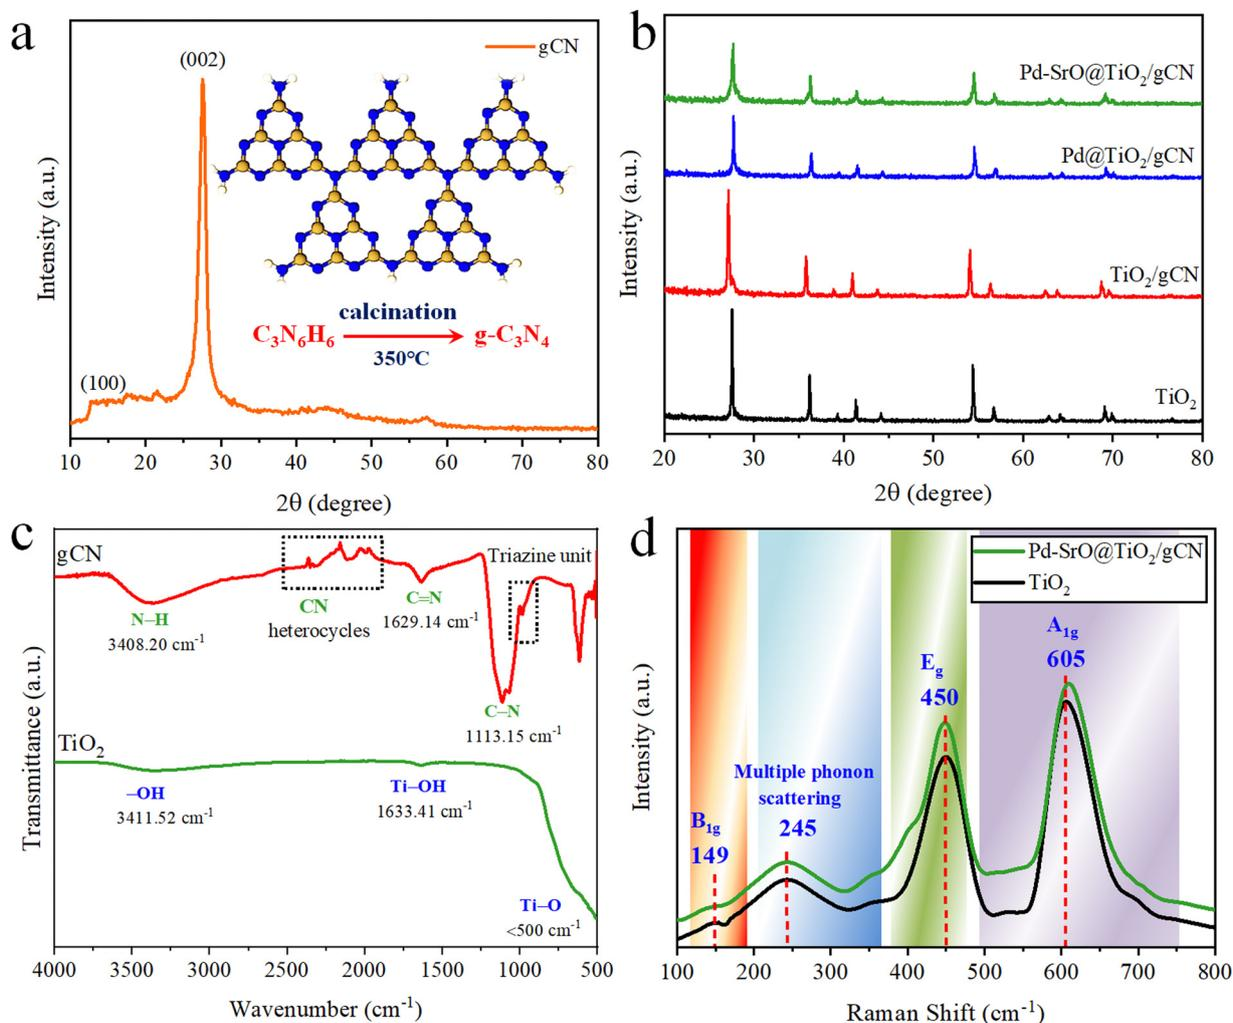 a
gCN
(002)
(100)
calcination
C₃N₆H₆
g-C₃N₄
350°C
Intensity (a.u.)
10 20 30 40 50 60 70 80
2θ (degree)
b
Pd-SrO@TiO₂/gCN
Pd@TiO₂/gCN
TiO₂/gCN
TiO₂
Intensity (a.u.)
20 30 40 50 60 70 80
2θ (degree)
c
gCN
Triazine unit
N–H
3408.20 cm⁻¹
CN
heterocycles
C=N
1629.14 cm⁻¹
C–N
1113.15 cm⁻¹
TiO₂
–OH
3411.52 cm⁻¹
Ti–OH
1633.41 cm⁻¹
Ti–O
<500 cm⁻¹
Transmittance (a.u.)
4000 3500 3000 2500 2000 1500 1000 500
Wavenumber (cm⁻¹)
d
Pd-SrO@TiO₂/gCN
TiO₂
A₁g
605
Eg
450
Multiple phonon
scattering
245
B₁g
149
Intensity (a.u.)
100 200 300 400 500 600 700 800
Raman Shift (cm⁻¹)